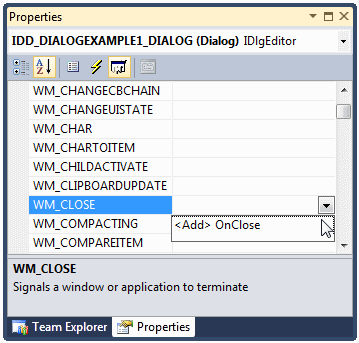 Properties
IDD_DIALOGEXAMPLE1_DIALOG (Dialog) IDlgEditor
WM_CHANGECBCHAIN
WM_CHANGEUISTATE
WM_CHAR
WM_CHARTOITEM
WM_CHILDACTIVATE
WM_CLIPBOARDUPDATE
WM_CLOSE
WM_COMPACTING
<Add> OnClose
WM_COMPAREITEM
WM_CLOSE
Signals a window or application to terminate
Team Explorer
Properties